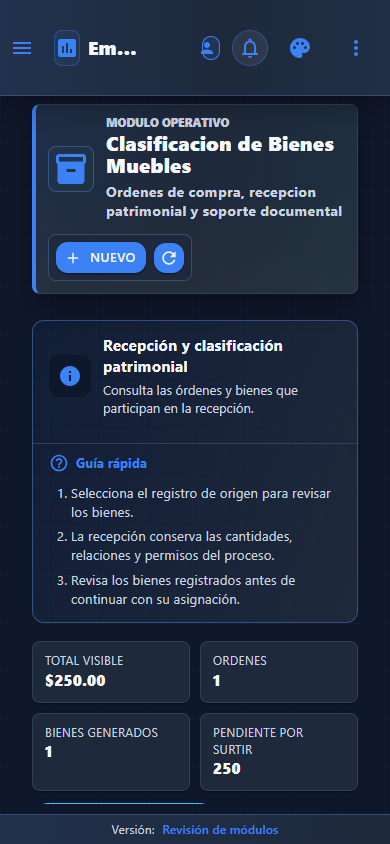 Em...
MODULO OPERATIVO
Clasificacion de Bienes
Muebles
Ordenes de compra, recepcion
patrimonial y soporte documental
NUEVO
Recepción y clasificación
patrimonial
Consulta las órdenes y bienes que
participan en la recepción.
Guía rápida
1. Selecciona el registro de origen para revisar
los bienes.
2. La recepción conserva las cantidades,
relaciones y permisos del proceso.
3. Revisa los bienes registrados antes de
continuar con su asignación.
TOTAL VISIBLE
$250.00
ORDENES
1
BIENES GENERADOS
1
PENDIENTE POR
SURTIR
250
Versión: Revisión de módulos